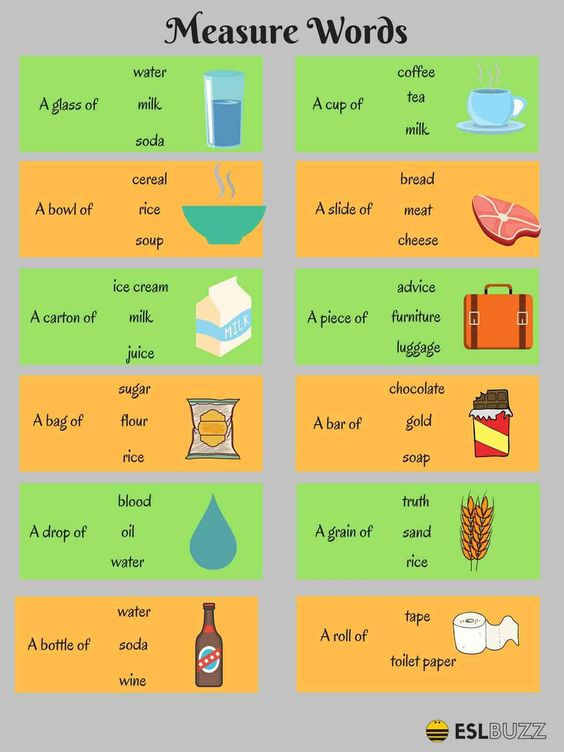 Measure Words
water
A glass of milk
soda
coffee
A cup of tea
milk
cereal
A bowl of rice
soup
bread
A slide of meat
cheese
ice cream
A carton of milk
juice
MILK
advice
A piece of furniture
luggage
sugar
A bag of flour
rice
chocolate
A bar of gold
soap
blood
A drop of oil
water
truth
A grain of sand
rice
water
A bottle of soda
wine
tape
A roll of
toilet paper
ESLBUZZ